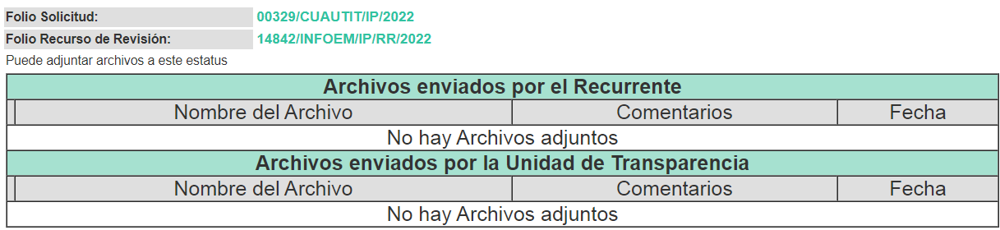 Folio Solicitud: 00329/CUAUTIT/IP/2022
Folio Recurso de Revisión: 14842/INFOEM/IP/RR/2022
Puede adjuntar archivos a este estatus
Archivos enviados por el Recurrente
Nombre del Archivo Comentarios Fecha
No hay Archivos adjuntos
Archivos enviados por la Unidad de Transparencia
Nombre del Archivo Comentarios Fecha
No hay Archivos adjuntos